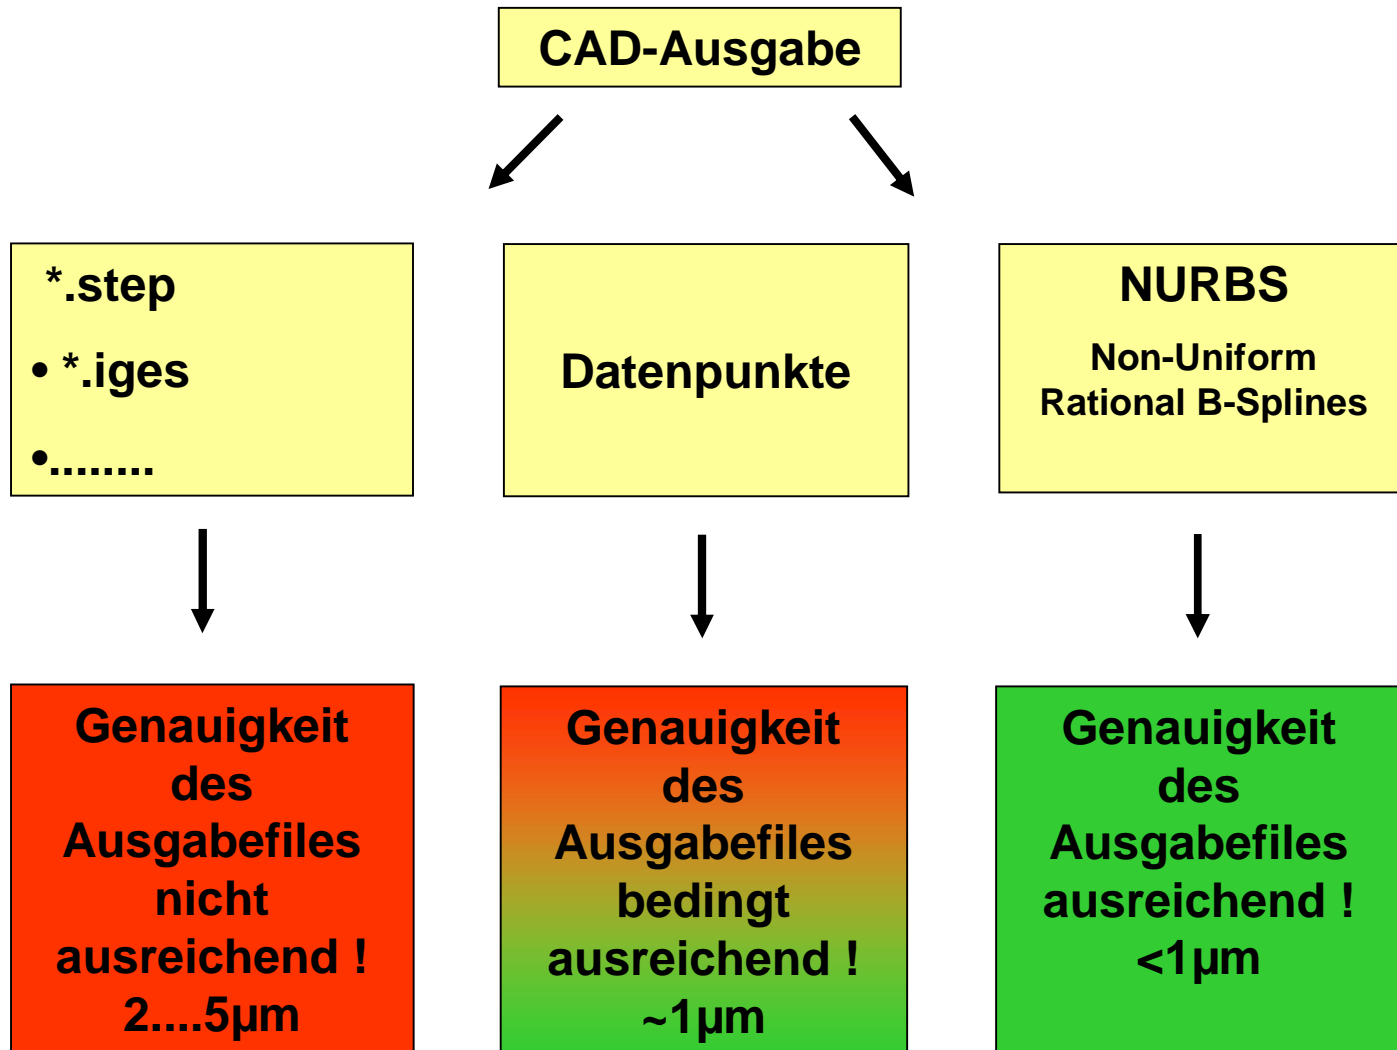 CAD-Ausgabe
*.step
• *.iges
•........
Datenpunkte
NURBS
Non-Uniform
Rational B-Splines
Genauigkeit
des
Ausgabefiles
nicht
ausreichend !
2....5µm
Genauigkeit
des
Ausgabefiles
bedingt
ausreichend !
~1µm
Genauigkeit
des
Ausgabefiles
ausreichend !
<1µm